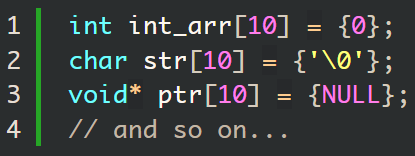 1 int int_arr[10] = {0};
2 char str[10] = {'\0'};
3 void* ptr[10] = {NULL};
4 // and so on...